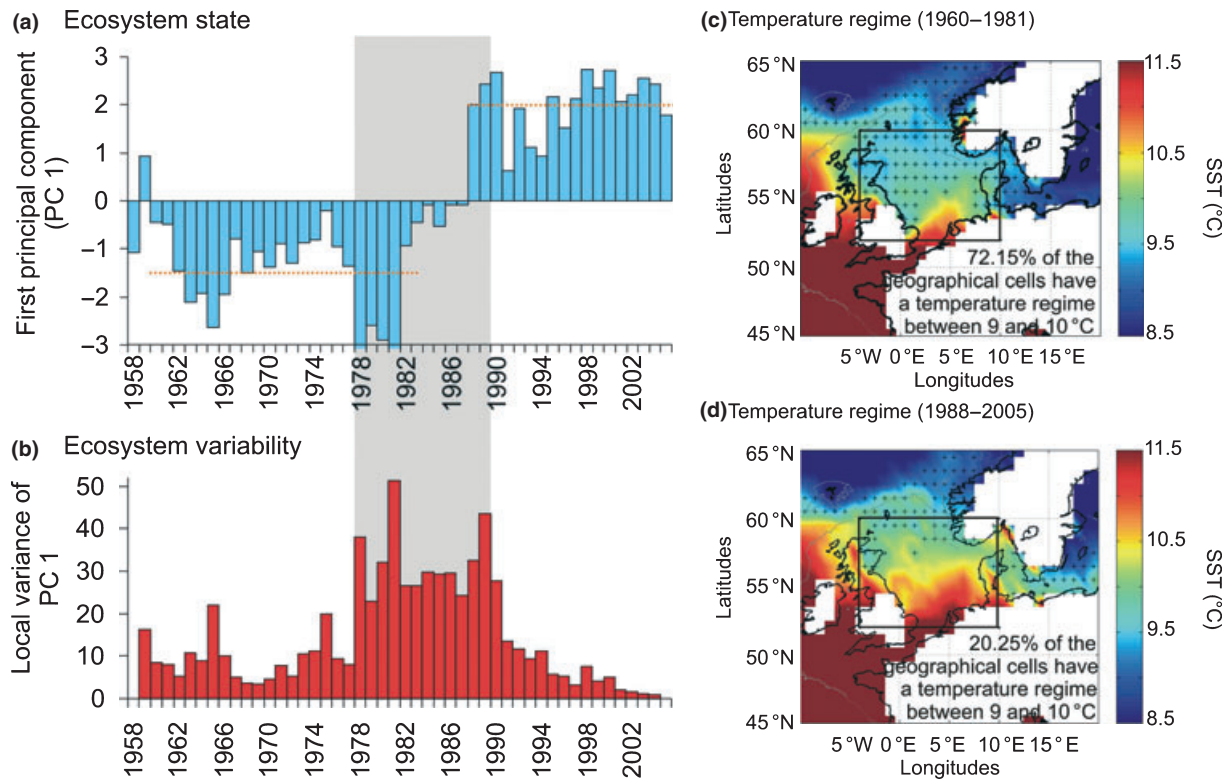 (a) Ecosystem state
First principal component
(PC 1)
3
2
1
0
−1
−2
−3
1958
1962
1966
1970
1974
1978
1982
1986
1990
1994
1998
2002
(b) Ecosystem variability
Local variance of
PC 1
50
40
30
20
10
0
1958
1962
1966
1970
1974
1978
1982
1986
1990
1994
1998
2002
(c) Temperature regime (1960–1981)
Latitudes
65 °N
60 °N
55 °N
50 °N
45 °N
72.15% of the
geographical cells have
a temperature regime
between 9 and 10 °C
5 °W 0 °E 5 °E 10 °E 15 °E
Longitudes
11.5
10.5
9.5
8.5
SST (°C)
(d) Temperature regime (1988–2005)
Latitudes
65 °N
60 °N
55 °N
50 °N
45 °N
20.25% of the
geographical cells have
a temperature regime
between 9 and 10 °C
5 °W 0 °E 5 °E 10 °E 15 °E
Longitudes
11.5
10.5
9.5
8.5
SST (°C)